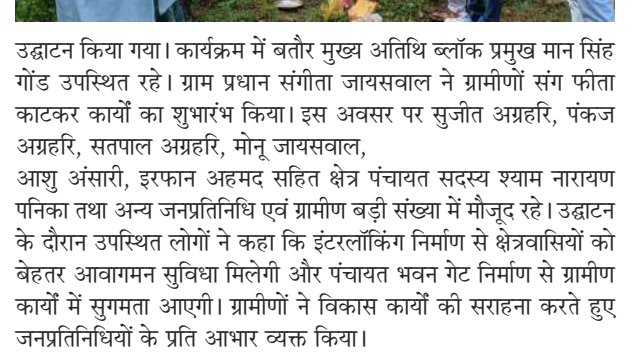 उद्घाटन किया गया। कार्यक्रम में बतौर मुख्य अतिथि ब्लॉक प्रमुख मान सिंह
गोंड उपस्थित रहे। ग्राम प्रधान संगीता जायसवाल ने ग्रामीणों संग फीता
काटकर कार्यों का शुभारंभ किया। इस अवसर पर सुजीत अग्रहरि, पंकज
अग्रहरि, सतपाल अग्रहरि, मोनू जायसवाल,
आशु अंसारी, इरफान अहमद सहित क्षेत्र पंचायत सदस्य श्याम नारायण
पनिका तथा अन्य जनप्रतिनिधि एवं ग्रामीण बड़ी संख्या में मौजूद रहे। उद्घाटन
के दौरान उपस्थित लोगों ने कहा कि इंटरलॉकिंग निर्माण से क्षेत्रवासियों को
बेहतर आवागमन सुविधा मिलेगी और पंचायत भवन गेट निर्माण से ग्रामीण
कार्यों में सुगमता आएगी। ग्रामीणों ने विकास कार्यों की सराहना करते हुए
जनप्रतिनिधियों के प्रति आभार व्यक्त किया।